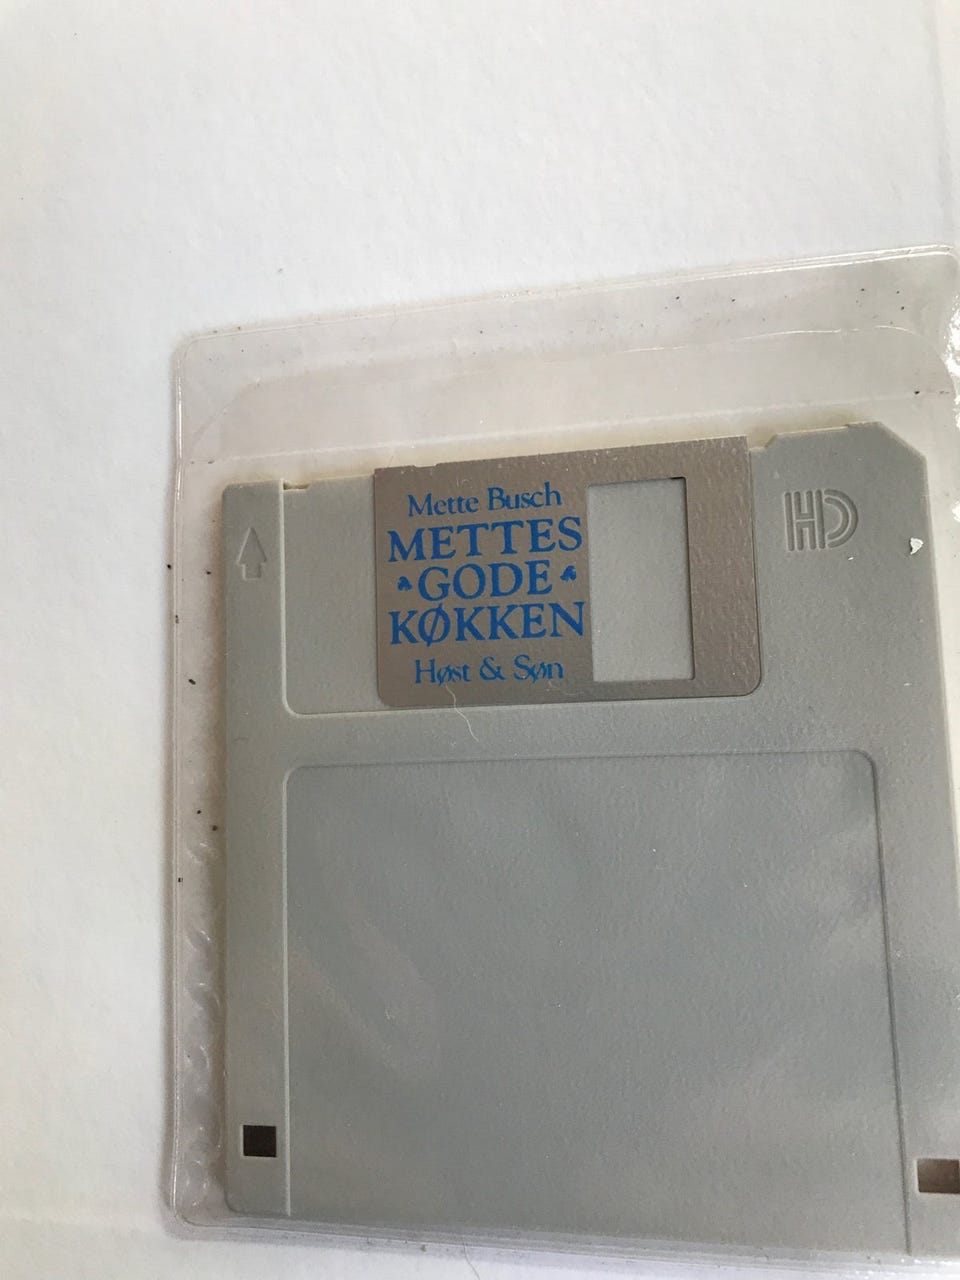 Mette Busch
METTES
GODE
KØKKEN
Høst & Søn
HD